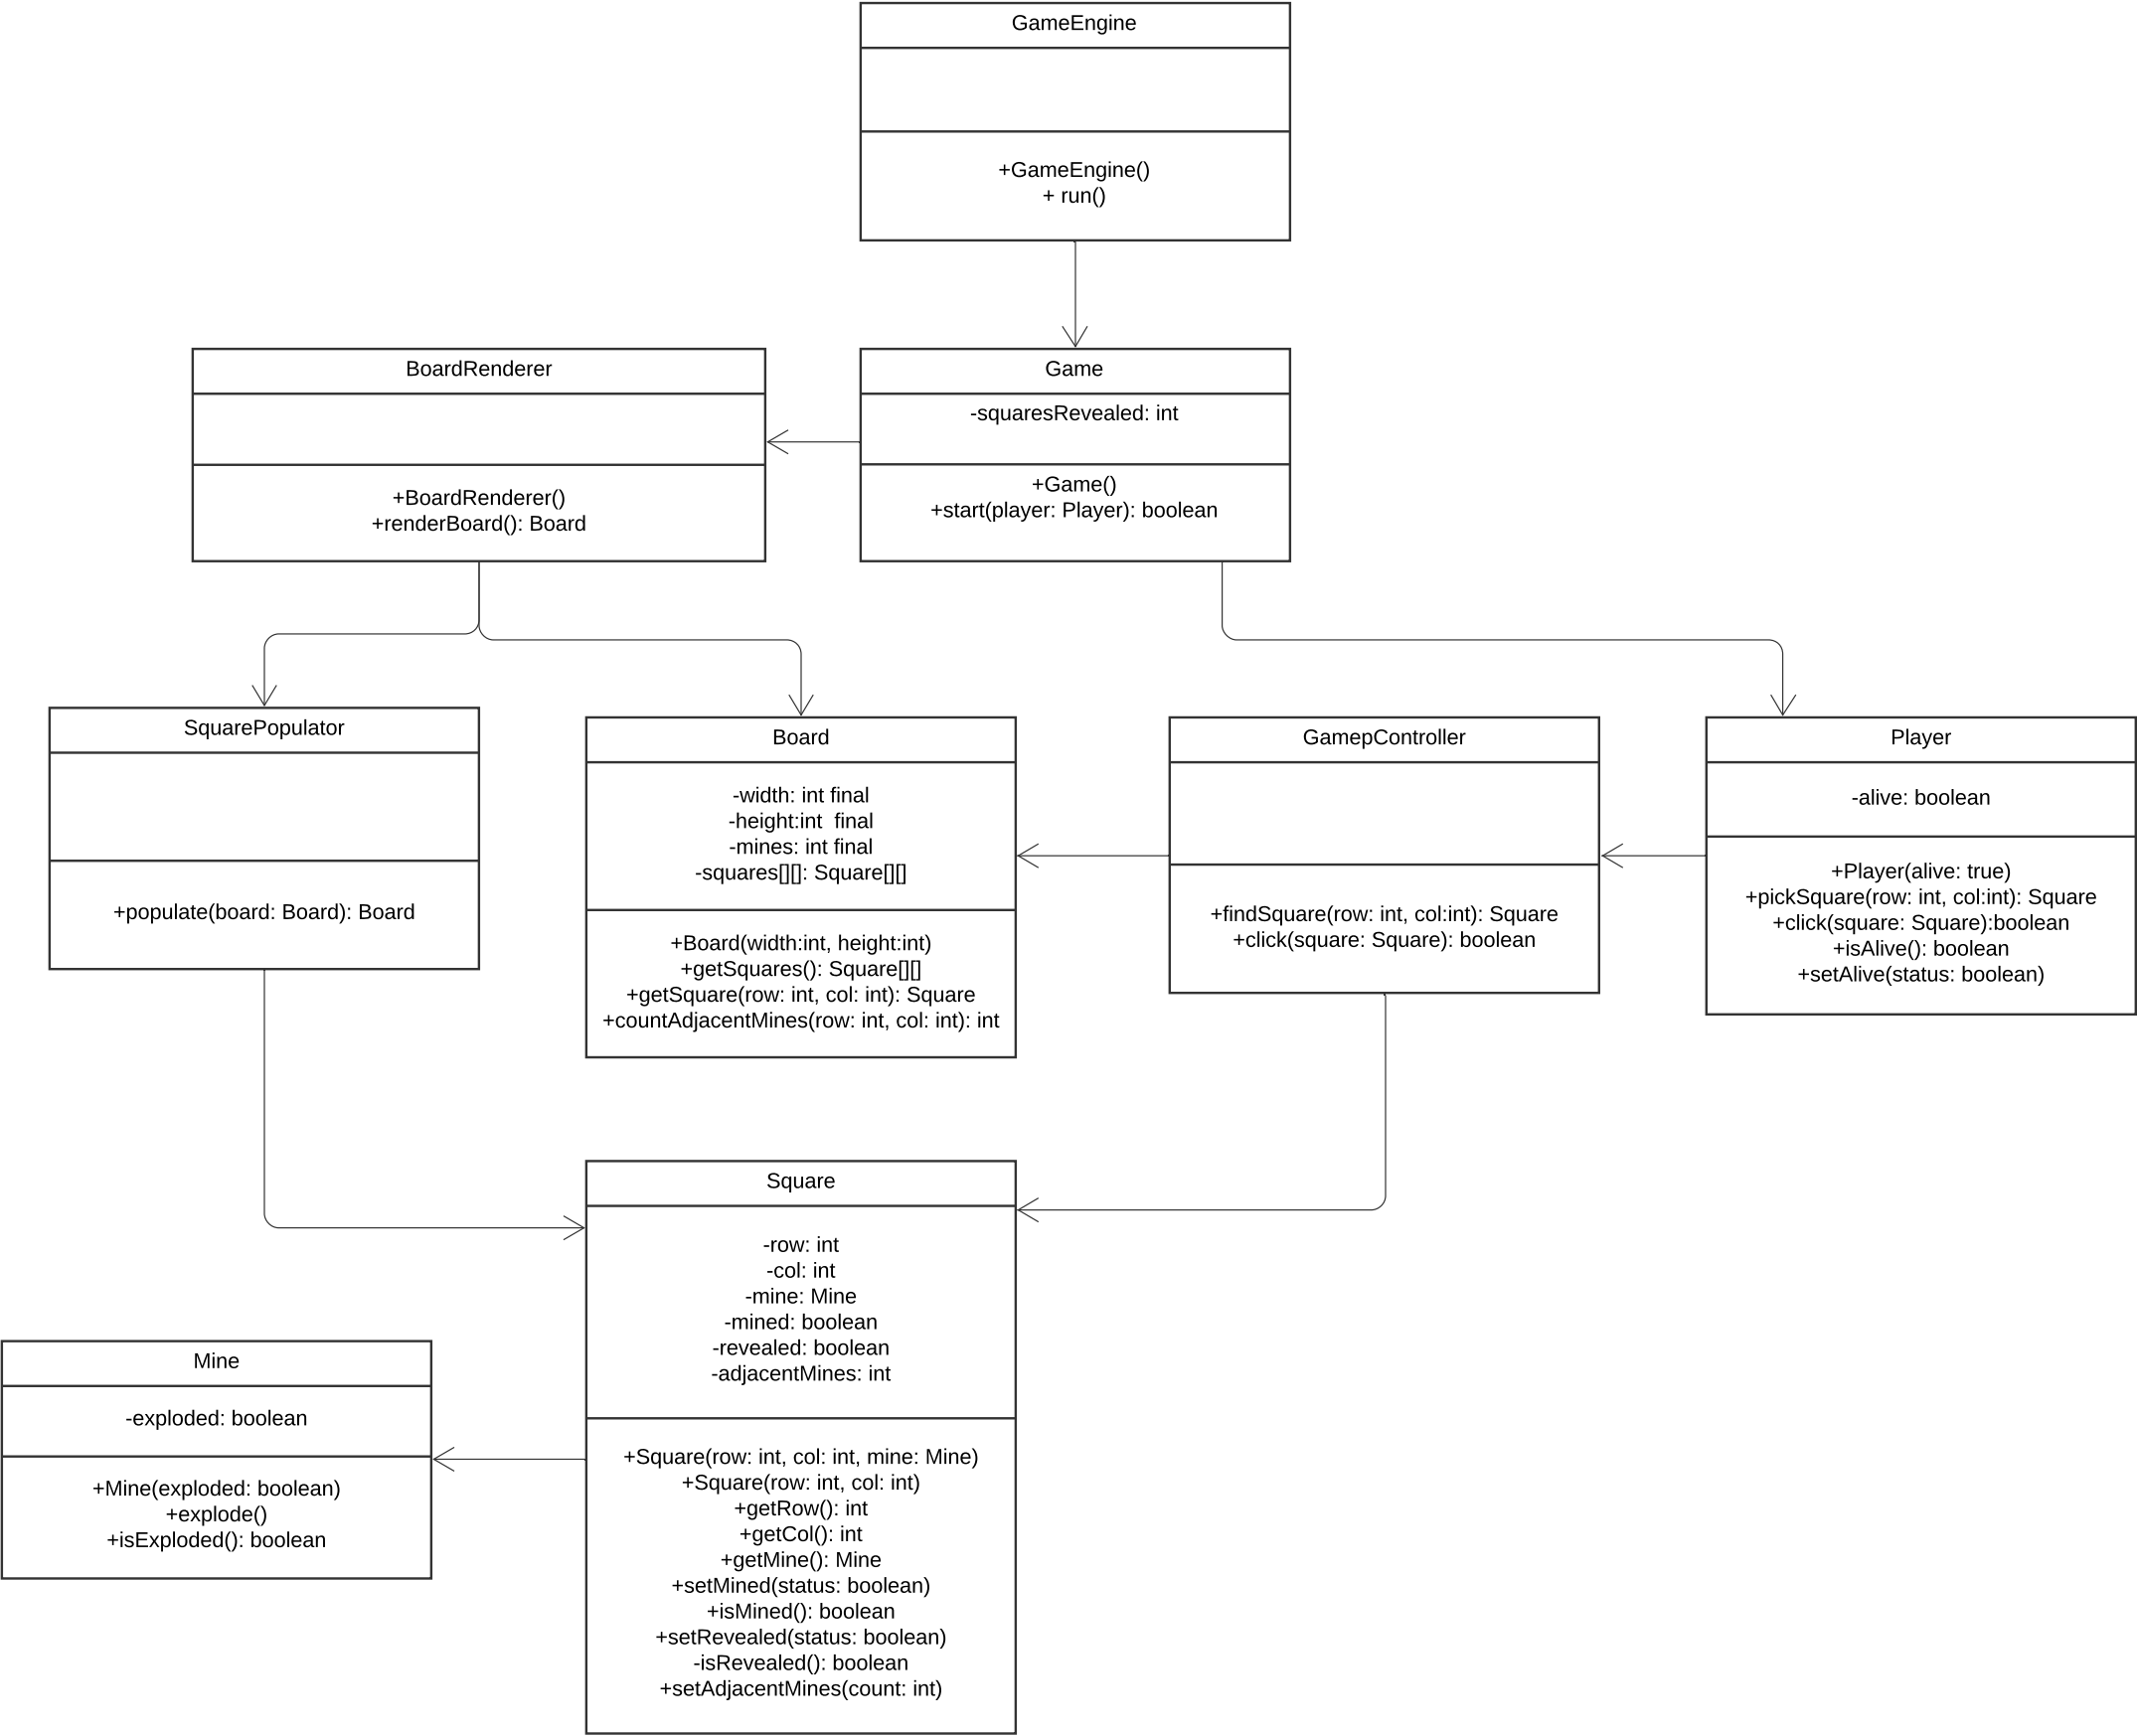 GameEngine
+GameEngine()
+ run()
BoardRenderer
+BoardRenderer()
+renderBoard(): Board
Game
-squaresRevealed: int
+Game()
+start(player: Player): boolean
SquarePopulator
+populate(board: Board): Board
Board
-width: int final
-height:int  final
-mines: int final
-squares[][]: Square[][]
+Board(width:int, height:int)
+getSquares(): Square[][]
+getSquare(row: int, col: int): Square
+countAdjacentMines(row: int, col: int): int
GamepController
+findSquare(row: int, col:int): Square
+click(square: Square): boolean
Player
-alive: boolean
+Player(alive: true)
+pickSquare(row: int, col:int): Square
+click(square: Square):boolean
+isAlive(): boolean
+setAlive(status: boolean)
Square
-row: int
-col: int
-mine: Mine
-mined: boolean
-revealed: boolean
-adjacentMines: int
+Square(row: int, col: int, mine: Mine)
+Square(row: int, col: int)
+getRow(): int
+getCol(): int
+getMine(): Mine
+setMined(status: boolean)
+isMined(): boolean
+setRevealed(status: boolean)
-isRevealed(): boolean
+setAdjacentMines(count: int)
Mine
-exploded: boolean
+Mine(exploded: boolean)
+explode()
+isExploded(): boolean